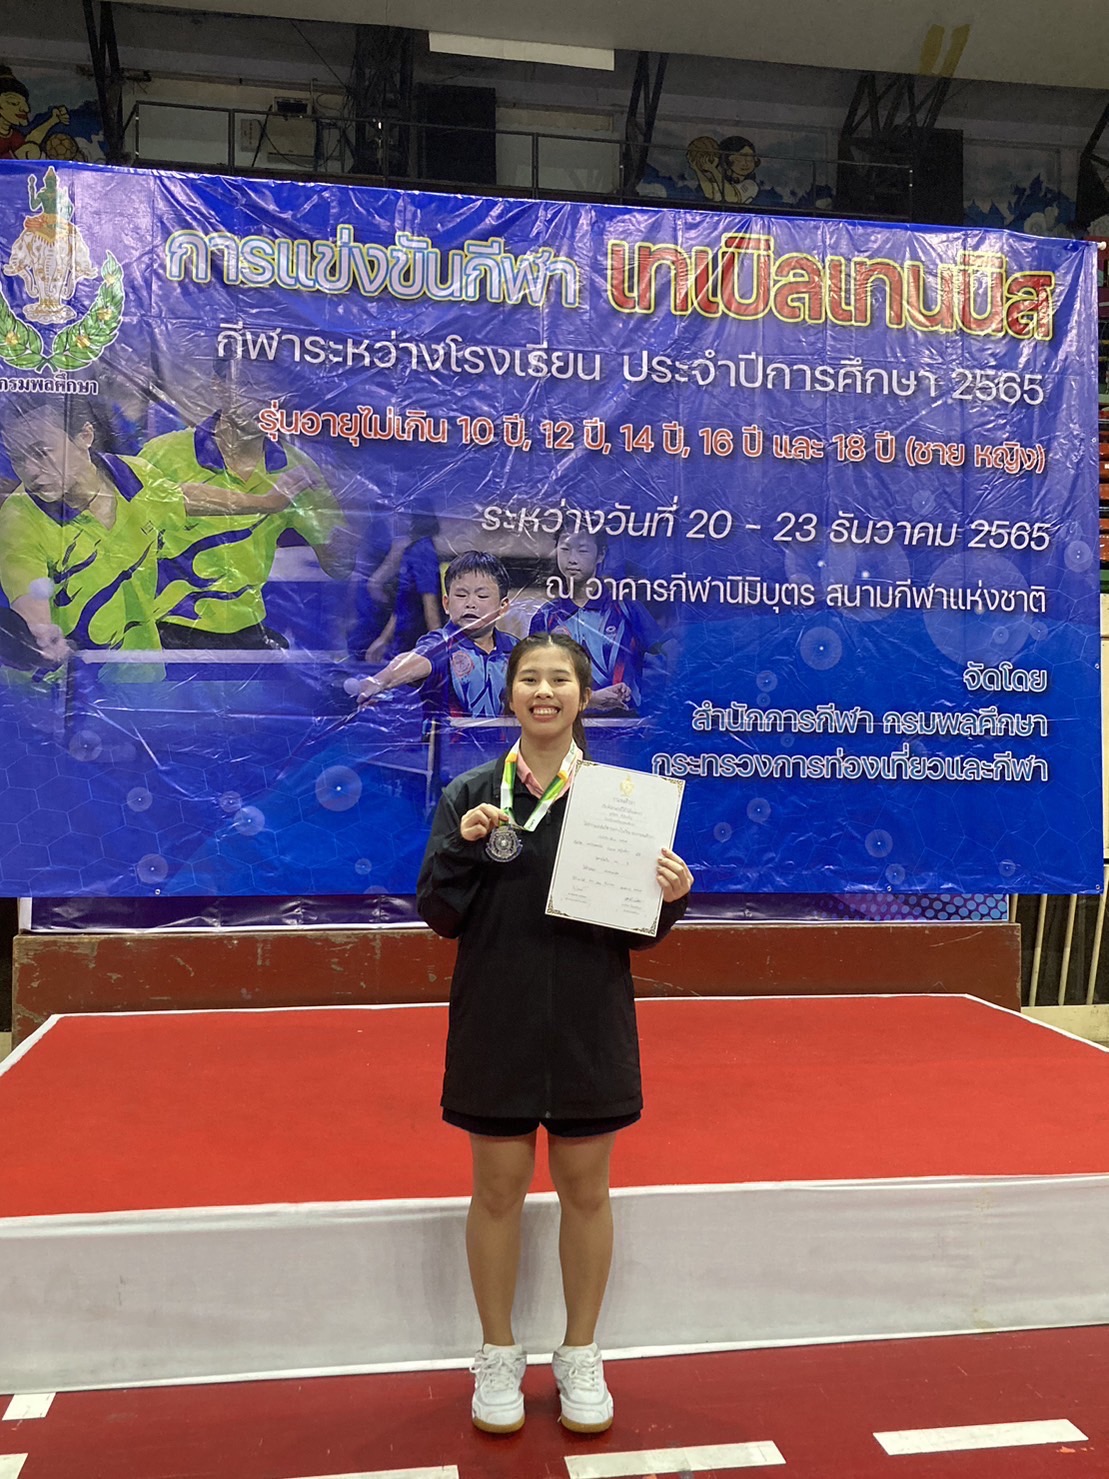 การแข่งขันกีฬา เทเบิลเทนนิส
กีฬาระหว่างโรงเรียน ประจำปีการศึกษา 2565
รุ่นอายุไม่เกิน 10 ปี, 12 ปี, 14 ปี, 16 ปี และ 18 ปี (ชาย หญิง)
ระหว่างวันที่ 20 - 23 ธันวาคม 2565
ณ อาคารกีฬานิมิบุตร สนามกีฬาแห่งชาติ
จัดโดย
สำนักการกีฬา กรมพลศึกษา
กระทรวงการท่องเที่ยวและกีฬา
กรมพลศึกษา